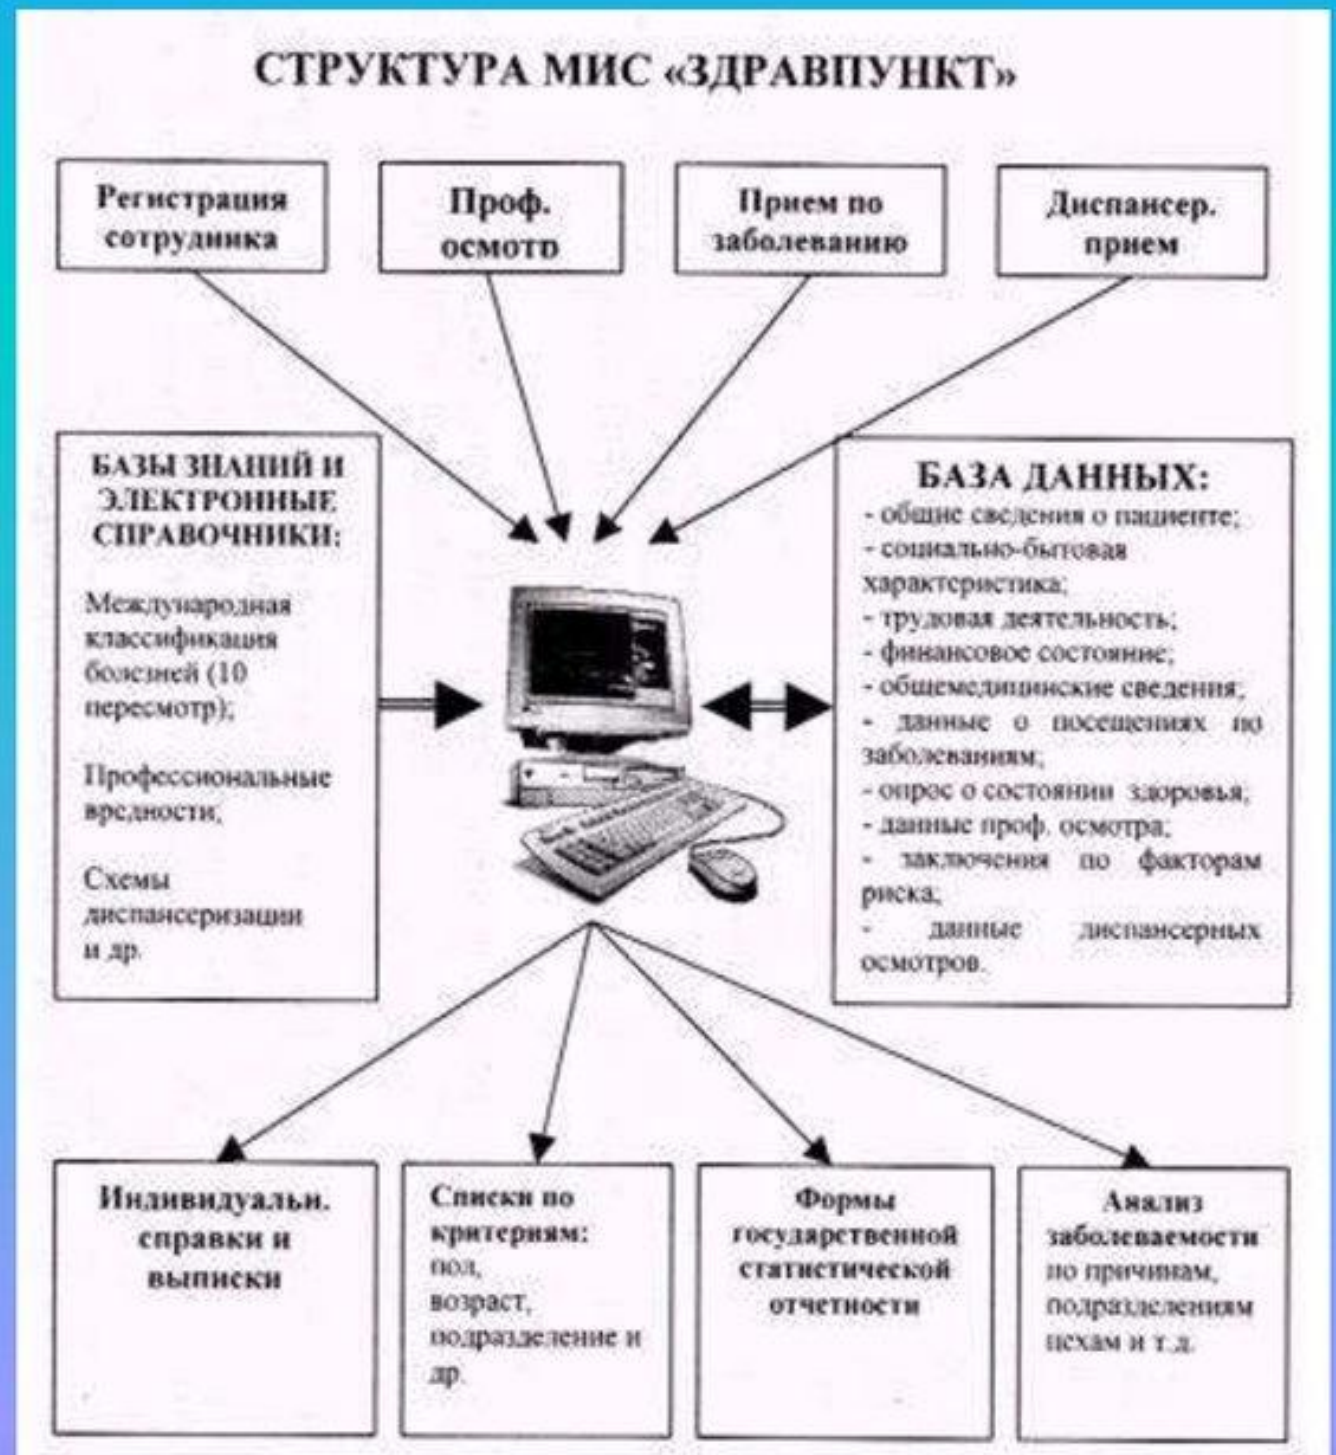 СТРУКТУРА МИС «ЗДРАВПУНКТ»
Регистрация
сотрудника
Проф.
осмотр
Прием по
заболеванию
Диспансер.
прием
БАЗЫ ЗНАНИЙ И
ЭЛЕКТРОННЫЕ
СПРАВОЧНИКИ:
Международная
классификация
болезней (10
пересмотр);
Профессиональные
вредности;
Схемы
диспансеризации
и др.
БАЗА ДАННЫХ:
- общие сведения о пациенте;
- социально-бытовая
характеристика;
- трудовая деятельность;
- финансовое состояние;
- общемедицинские сведения;
- данные о посещениях по
заболеваниям;
- опрос о состоянии здоровья;
- данные проф. осмотра;
- заключения по факторам
риска;
- данные диспансерных
осмотров.
Индивидуальн.
справки и
выписки
Списки по
критериям:
пол,
возраст,
подразделение и
др.
Формы
государственной
статистической
отчетности
Анализ
заболеваемости
по причинам,
подразделениям
цехам и т.д.